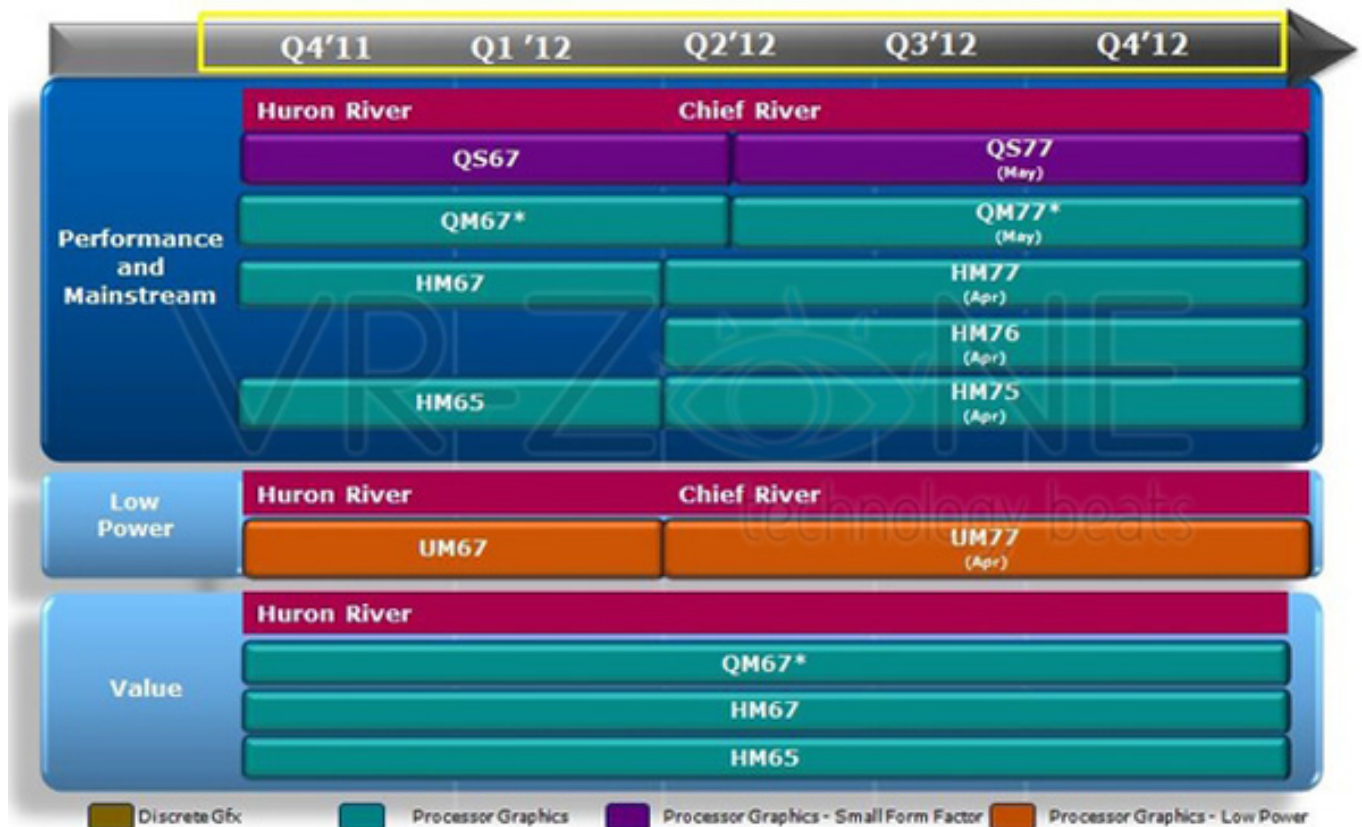 Q4'11 Q1 '12 Q2'12 Q3'12 Q4'12
Performance
and
Mainstream
Huron River Chief River
QS67 QS77
(May)
QM67* QM77*
(May)
HM67 HM77
(Apr)
HM76
(Apr)
HM65 HM75
(Apr)
VR-ZONE
technology beats
Low
Power
Huron River Chief River
UM67 UM77
(Apr)
Value
Huron River
QM67*
HM67
HM65
Discrete Gfx Processor Graphics Processor Graphics - Small Form Factor Processor Graphics - Low Power